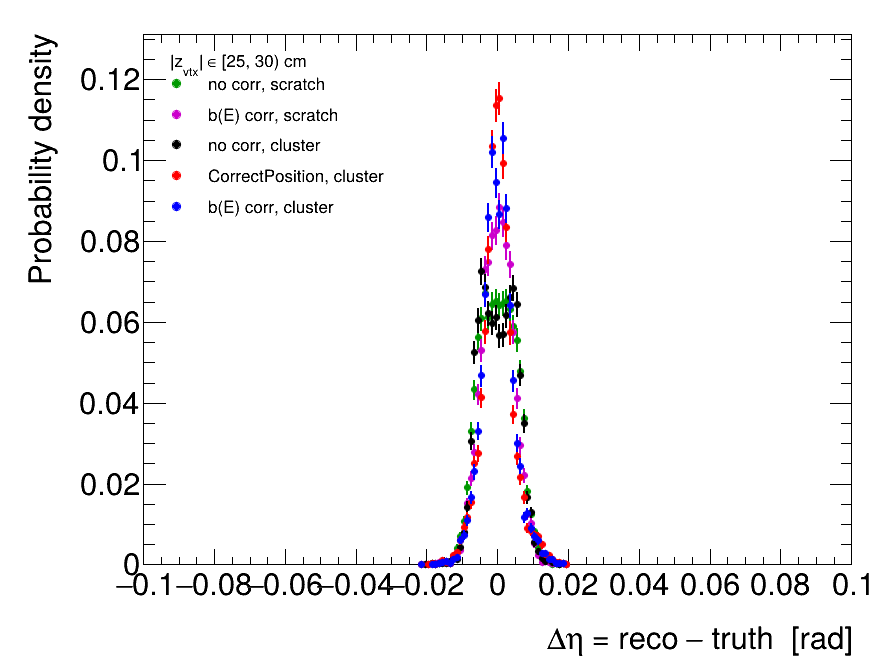 Probability density
|z_vtx| ∈ [25, 30) cm
no corr, scratch
b(E) corr, scratch
no corr, cluster
CorrectPosition, cluster
b(E) corr, cluster
0.12
0.1
0.08
0.06
0.04
0.02
0
−0.1 −0.08 −0.06 −0.04 −0.02 0 0.02 0.04 0.06 0.08 0.1
Δη = reco − truth [rad]